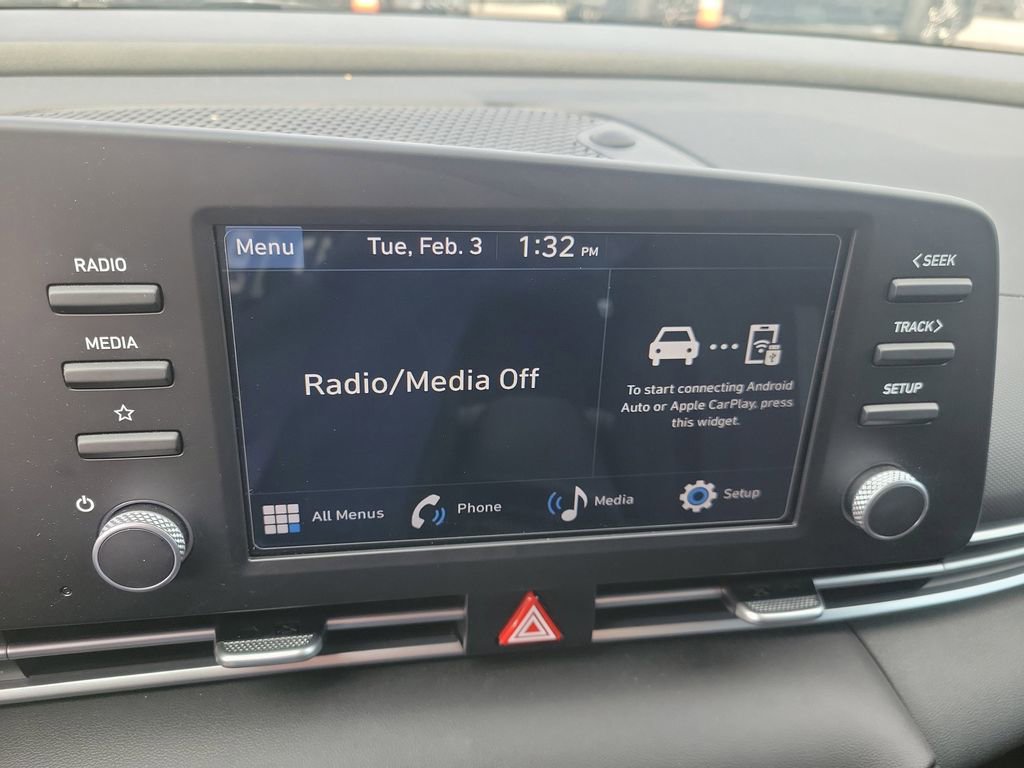 Menu
Tue, Feb. 3
1:32 PM
RADIO
MEDIA
Radio/Media Off
To start connecting Android
Auto or Apple CarPlay, press
this widget.
All Menus
Phone
Media
Setup
<SEEK
TRACK>
SETUP